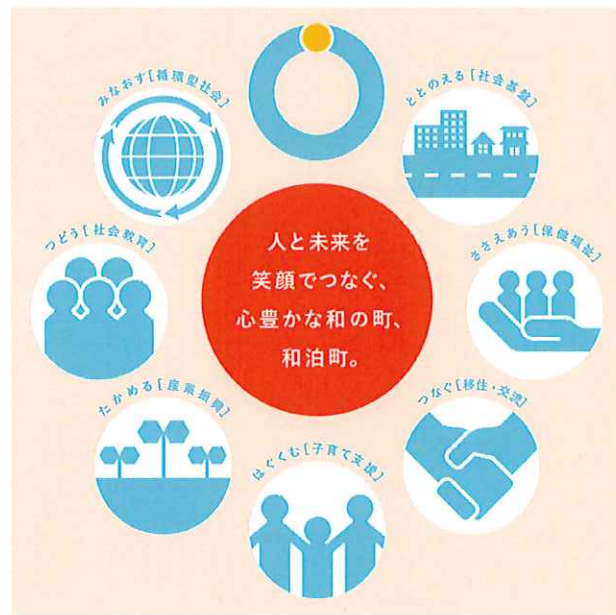 みなおす[循環型社会]
ととのえる[社会基盤]
つどう[社会教育]
ささえあう[保健福祉]
人と未来を
笑顔でつなぐ、
心豊かな和の町、
和泊町。
たかめる[産業振興]
つなぐ[移住・交流]
はぐくむ[子育て支援]